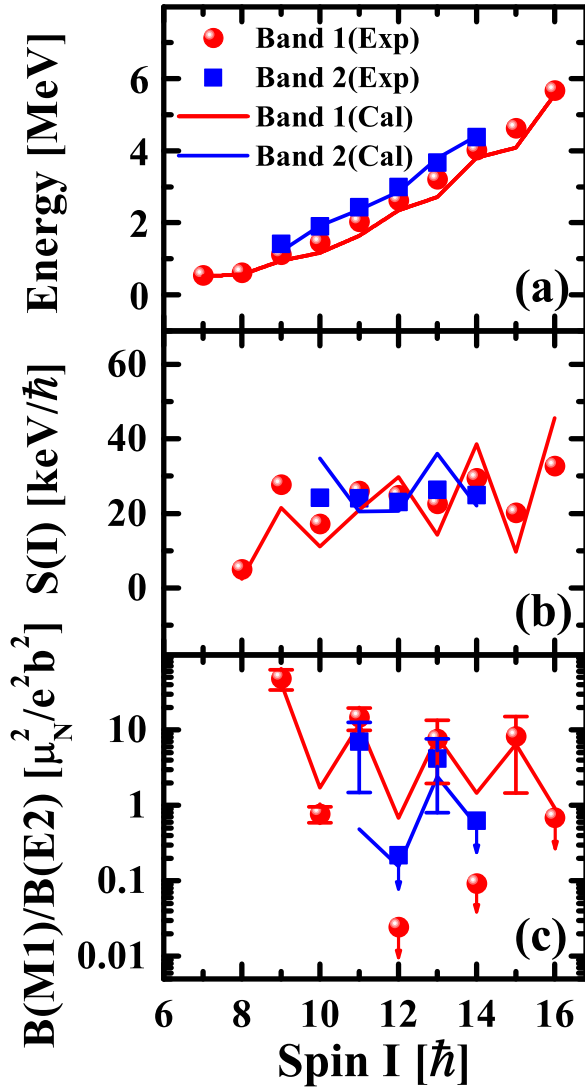 Energy [MeV]
6
4
2
0
Band 1(Exp)
Band 2(Exp)
Band 1(Cal)
Band 2(Cal)
(a)
S(I) [keV/ℏ]
60
40
20
0
(b)
B(M1)/B(E2) [μ²_N/e²b²]
10
1
0.1
0.01
(c)
6 8 10 12 14 16
Spin I [ℏ]